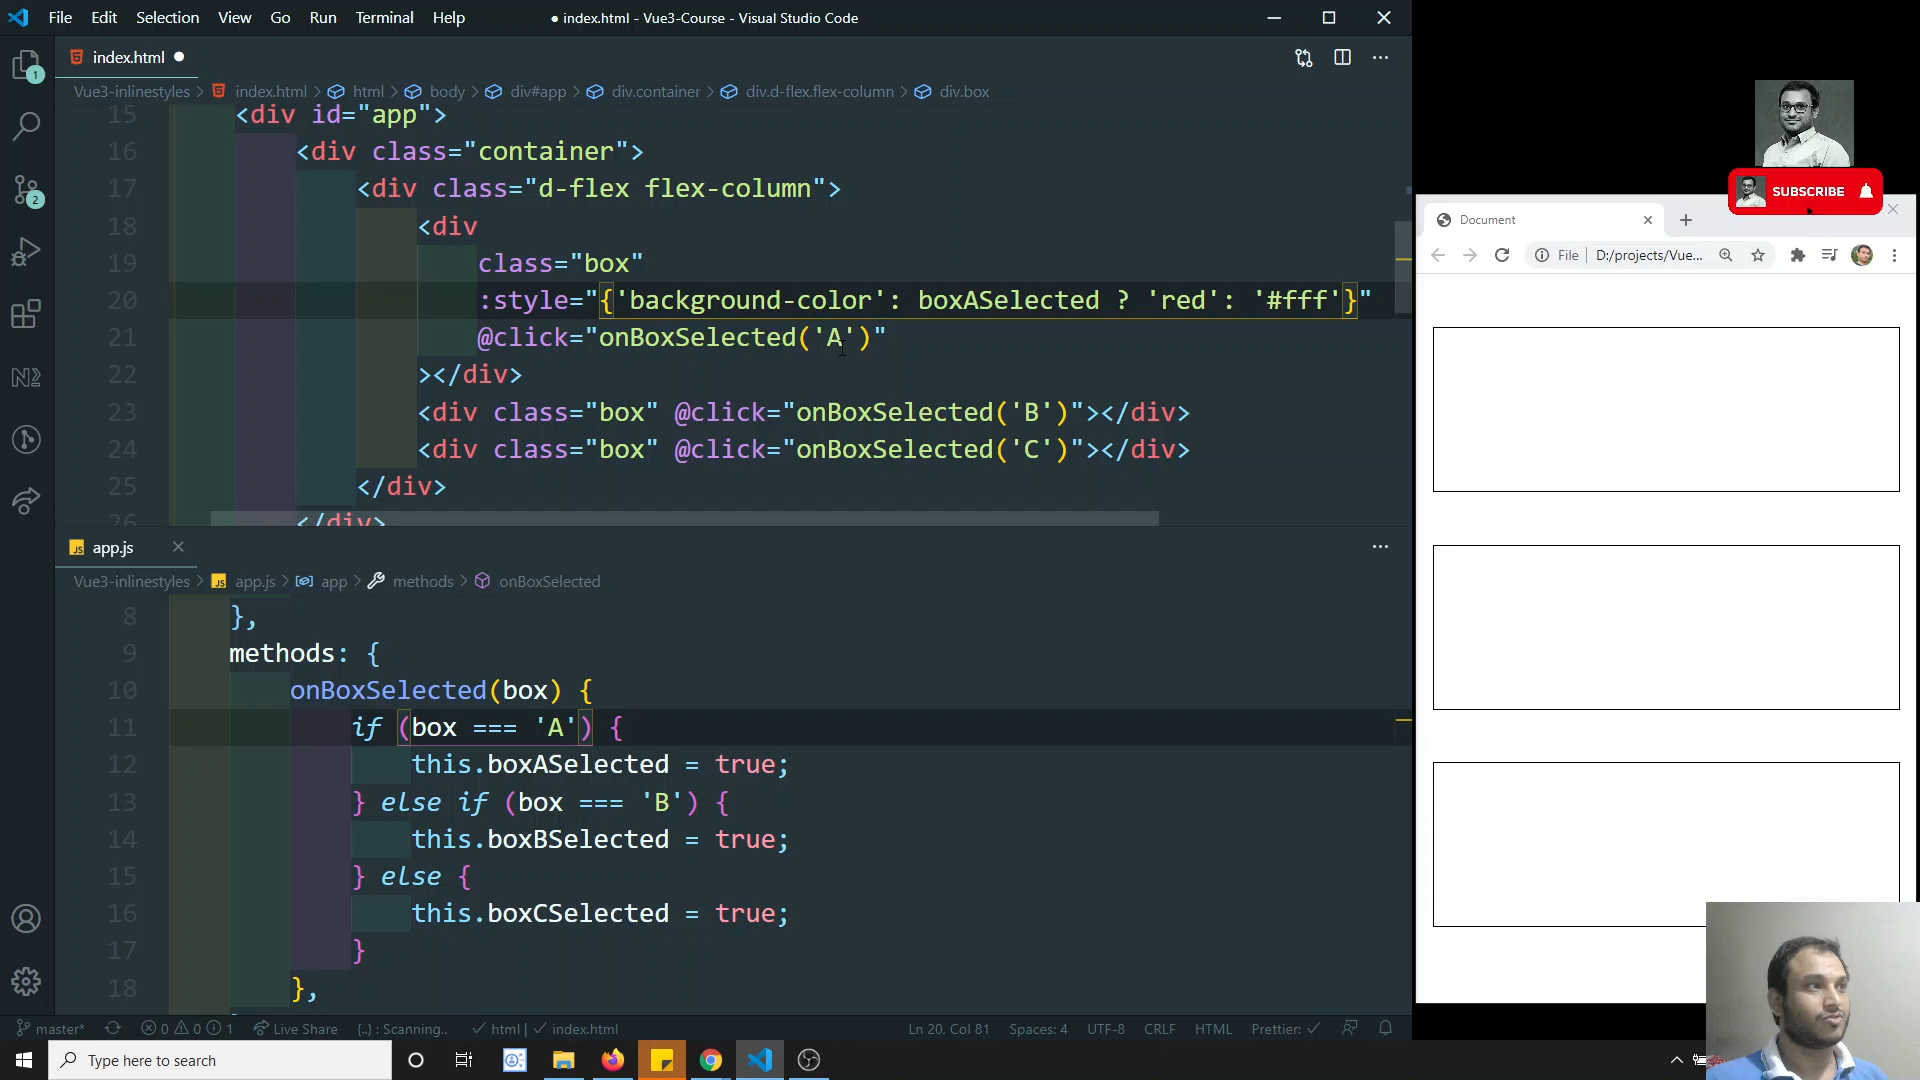 File Edit Selection View Go Run Terminal Help
● index.html - Vue3-Course - Visual Studio Code
index.html
Vue3-inlinestyles > index.html > html > body > div#app > div.container > div.d-flex.flex-column > div.box
15 <div id="app">
16 <div class="container">
17 <div class="d-flex flex-column">
18 <div
19 class="box"
20 :style="{'background-color': boxASelected ? 'red': '#fff'}"
21 @click="onBoxSelected('A')"
22 ></div>
23 <div class="box" @click="onBoxSelected('B')"></div>
24 <div class="box" @click="onBoxSelected('C')"></div>
25 </div>
26 </div>
app.js
Vue3-inlinestyles > app.js > app > methods > onBoxSelected
8 },
9 methods: {
10 onBoxSelected(box) {
11 if (box === 'A') {
12 this.boxASelected = true;
13 } else if (box === 'B') {
14 this.boxBSelected = true;
15 } else {
16 this.boxCSelected = true;
17 }
18 },
1
2
master* 0 0 1 Live Share {..} : Scanning.. html | index.html Ln 20, Col 81 Spaces: 4 UTF-8 CRLF HTML Prettier:
Type here to search
SUBSCRIBE
Document
File | D:/projects/Vue...